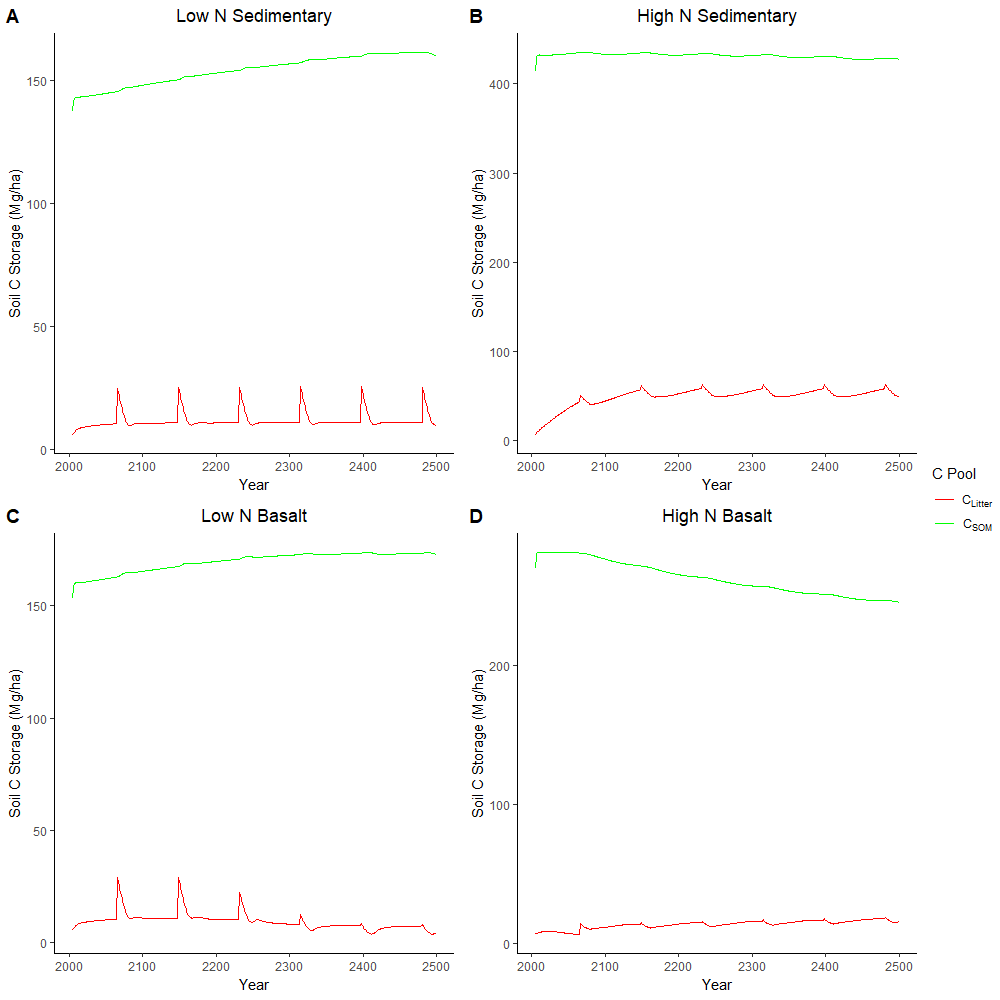 A
Low N Sedimentary
Soil C Storage (Mg/ha)
150
100
50
0
2000 2100 2200 2300 2400 2500
Year
B
High N Sedimentary
Soil C Storage (Mg/ha)
400
300
200
100
0
2000 2100 2200 2300 2400 2500
Year
C
Low N Basalt
Soil C Storage (Mg/ha)
150
100
50
0
2000 2100 2200 2300 2400 2500
Year
D
High N Basalt
Soil C Storage (Mg/ha)
200
100
0
2000 2100 2200 2300 2400 2500
Year
C Pool
CLitter
CSOM